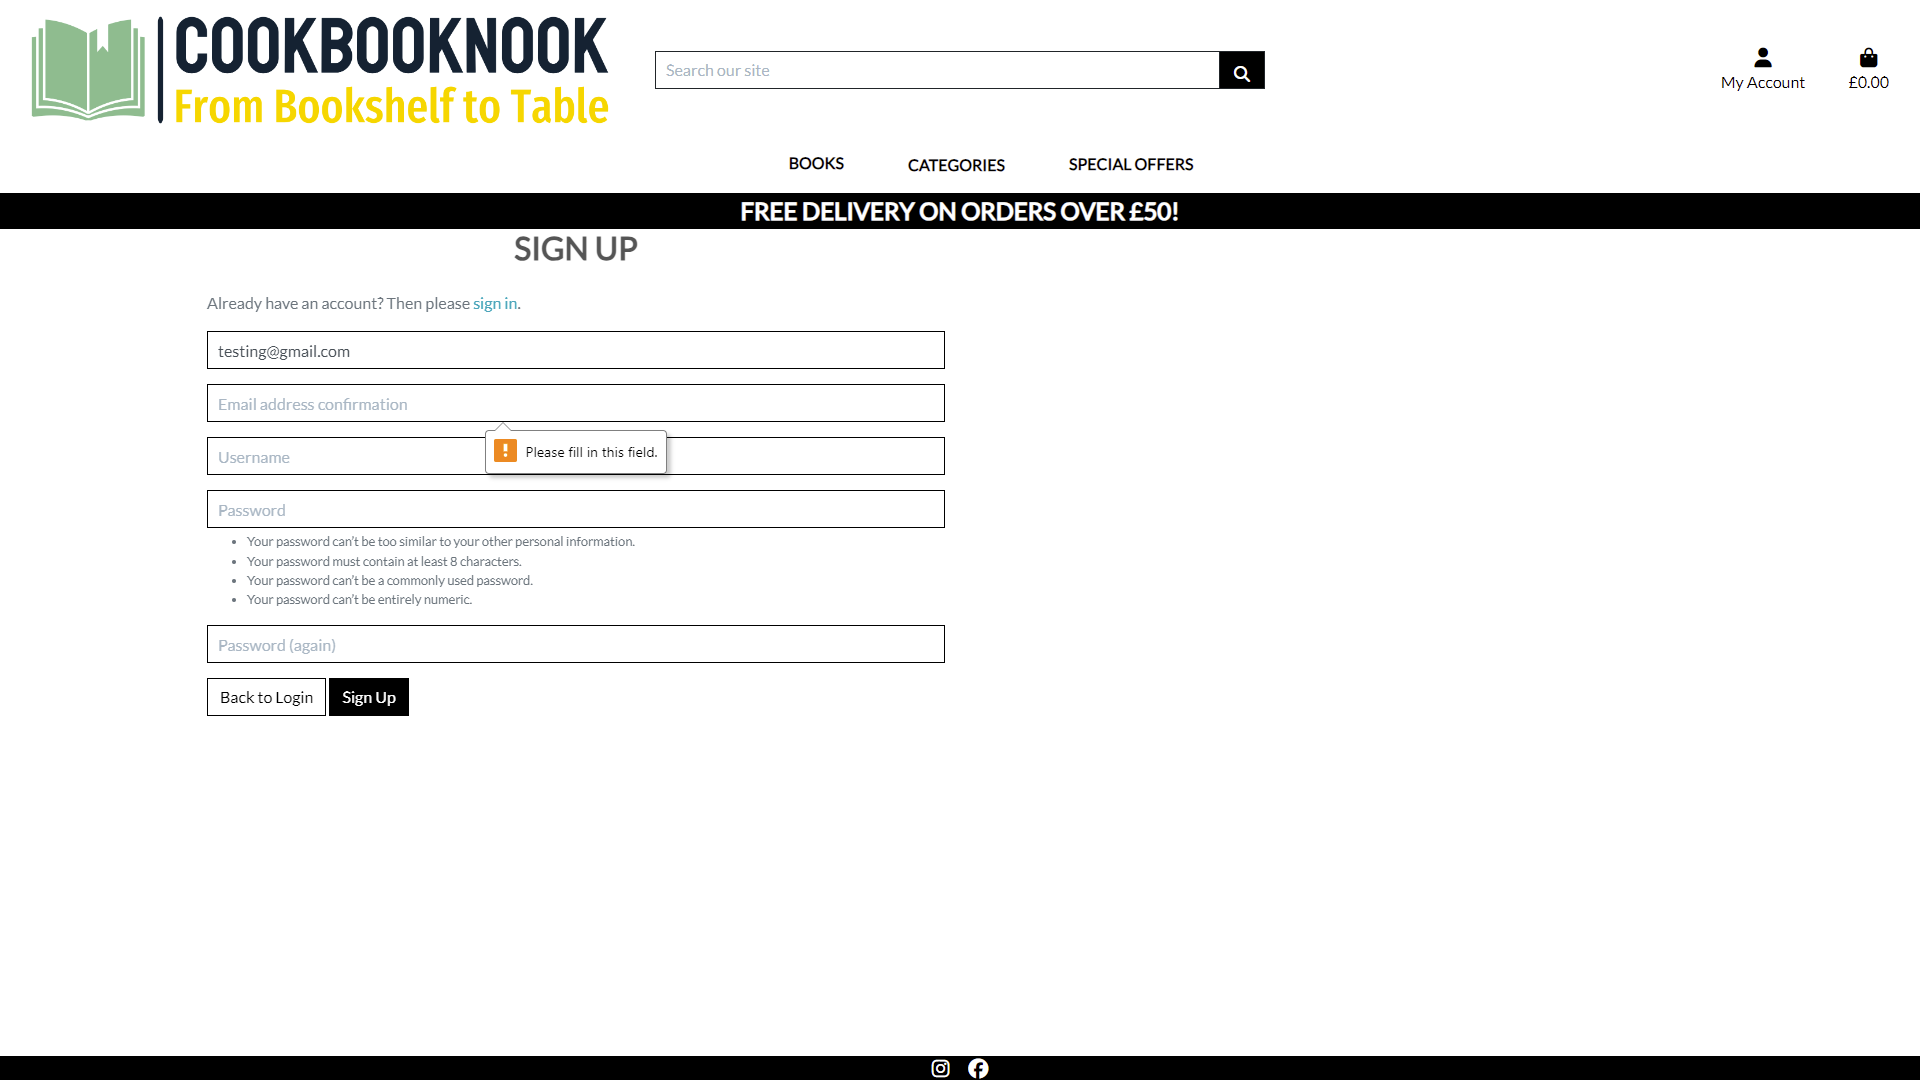 COOKBOOKNOOK
From Bookshelf to Table
Search our site
My Account
£0.00
BOOKS
CATEGORIES
SPECIAL OFFERS
FREE DELIVERY ON ORDERS OVER £50!
SIGN UP
Already have an account? Then please sign in.
testing@gmail.com
Email address confirmation
Please fill in this field.
Username
Password
Your password can't be too similar to your other personal information.
Your password must contain at least 8 characters.
Your password can't be a commonly used password.
Your password can't be entirely numeric.
Password (again)
Back to Login
Sign Up